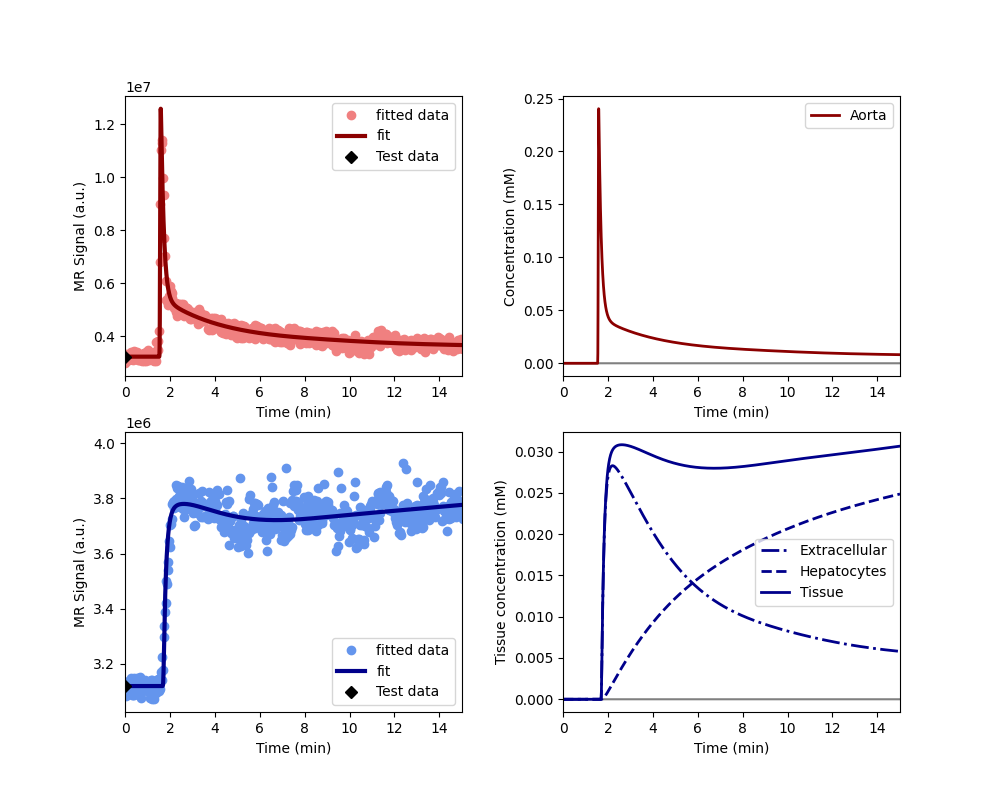 1e7
MR Signal (a.u.)
1.2
1.0
0.8
0.6
0.4
0 2 4 6 8 10 12 14
Time (min)
fitted data
fit
Test data
Concentration (mM)
0.25
0.20
0.15
0.10
0.05
0.00
0 2 4 6 8 10 12 14
Time (min)
Aorta
1e6
MR Signal (a.u.)
4.0
3.8
3.6
3.4
3.2
0 2 4 6 8 10 12 14
Time (min)
fitted data
fit
Test data
Tissue concentration (mM)
0.030
0.025
0.020
0.015
0.010
0.005
0.000
0 2 4 6 8 10 12 14
Time (min)
Extracellular
Hepatocytes
Tissue